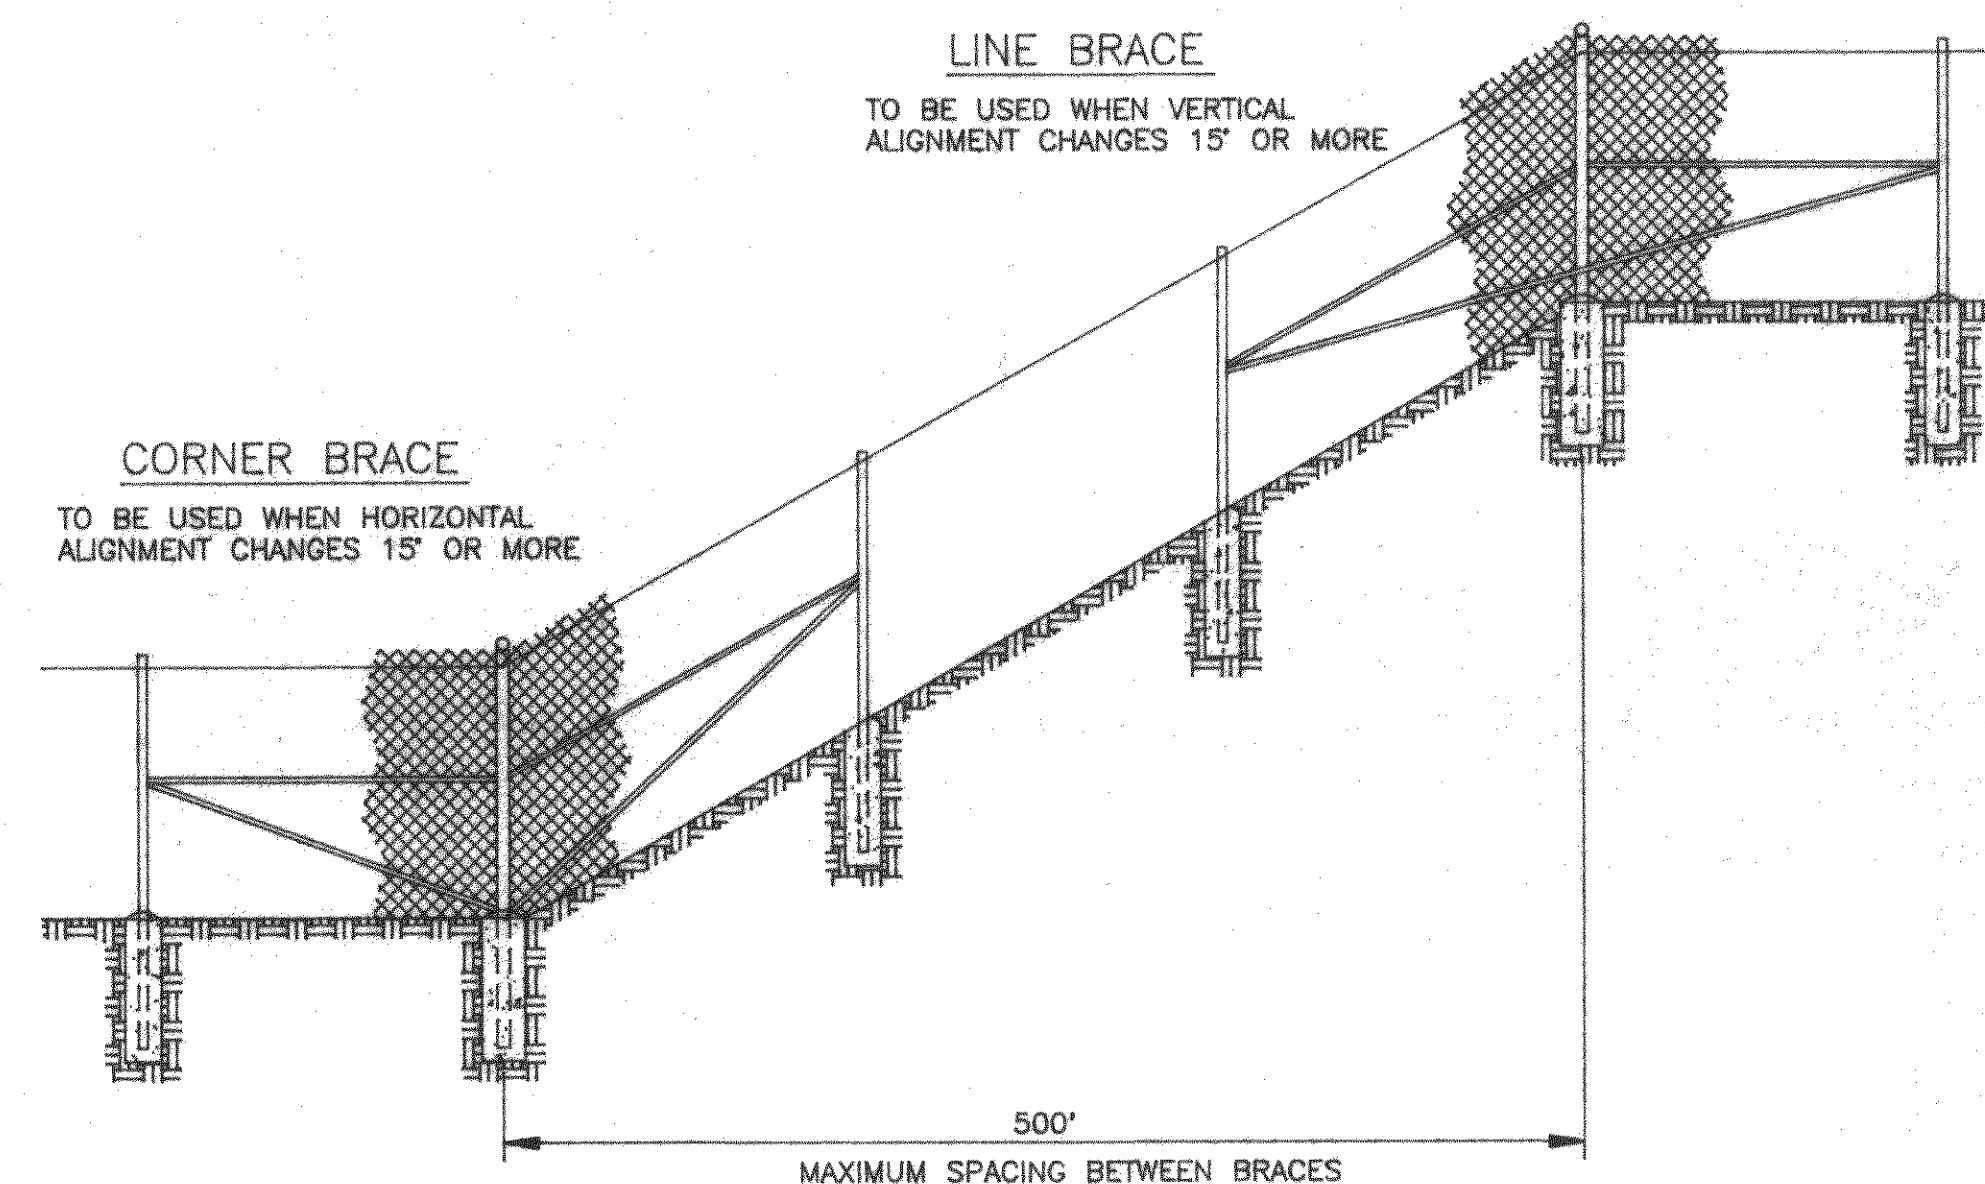 LINE BRACE
TO BE USED WHEN VERTICAL
ALIGNMENT CHANGES 15° OR MORE
CORNER BRACE
TO BE USED WHEN HORIZONTAL
ALIGNMENT CHANGES 15° OR MORE
500'
MAXIMUM SPACING BETWEEN BRACES